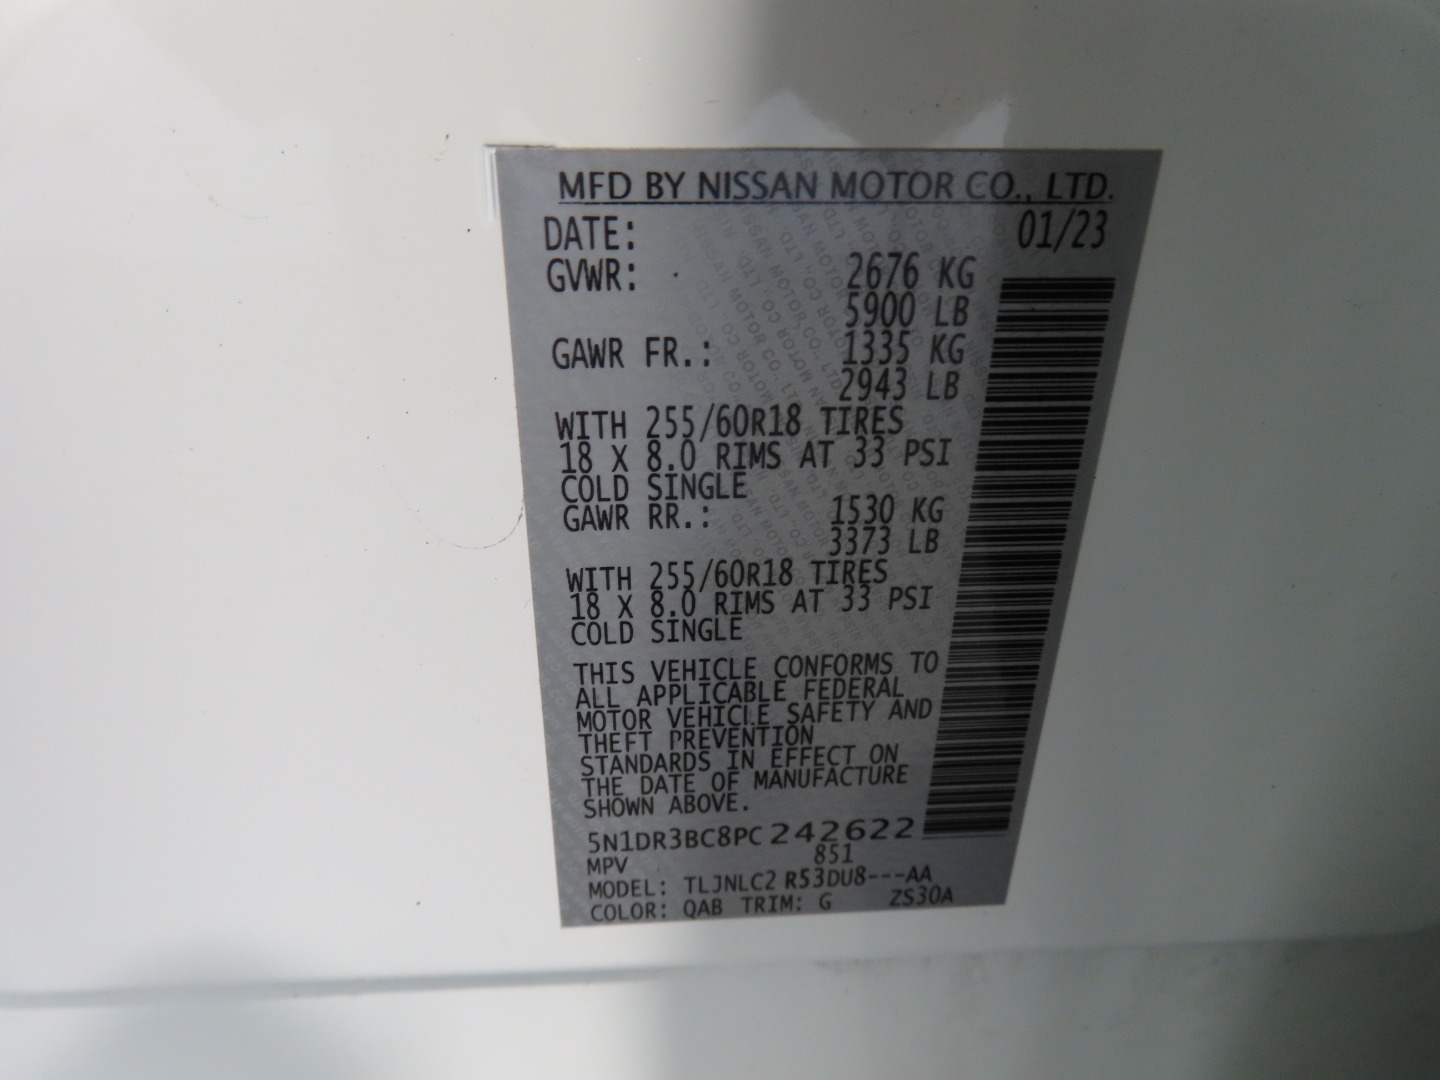 MFD BY NISSAN MOTOR CO., LTD.
DATE: 01/23
GVWR: 2676 KG
5900 LB
GAWR FR.: 1335 KG
2943 LB
WITH 255/60R18 TIRES
18 X 8.0 RIMS AT 33 PSI
COLD SINGLE
GAWR RR.: 1530 KG
3373 LB
WITH 255/60R18 TIRES
18 X 8.0 RIMS AT 33 PSI
COLD SINGLE
THIS VEHICLE CONFORMS TO
ALL APPLICABLE FEDERAL
MOTOR VEHICLE SAFETY AND
THEFT PREVENTION
STANDARDS IN EFFECT ON
THE DATE OF MANUFACTURE
SHOWN ABOVE.
5N1DR3BC8PC242622
MPV 851
MODEL: TLJNLC2 R53DU8---AA
COLOR: QAB TRIM: G ZS30A